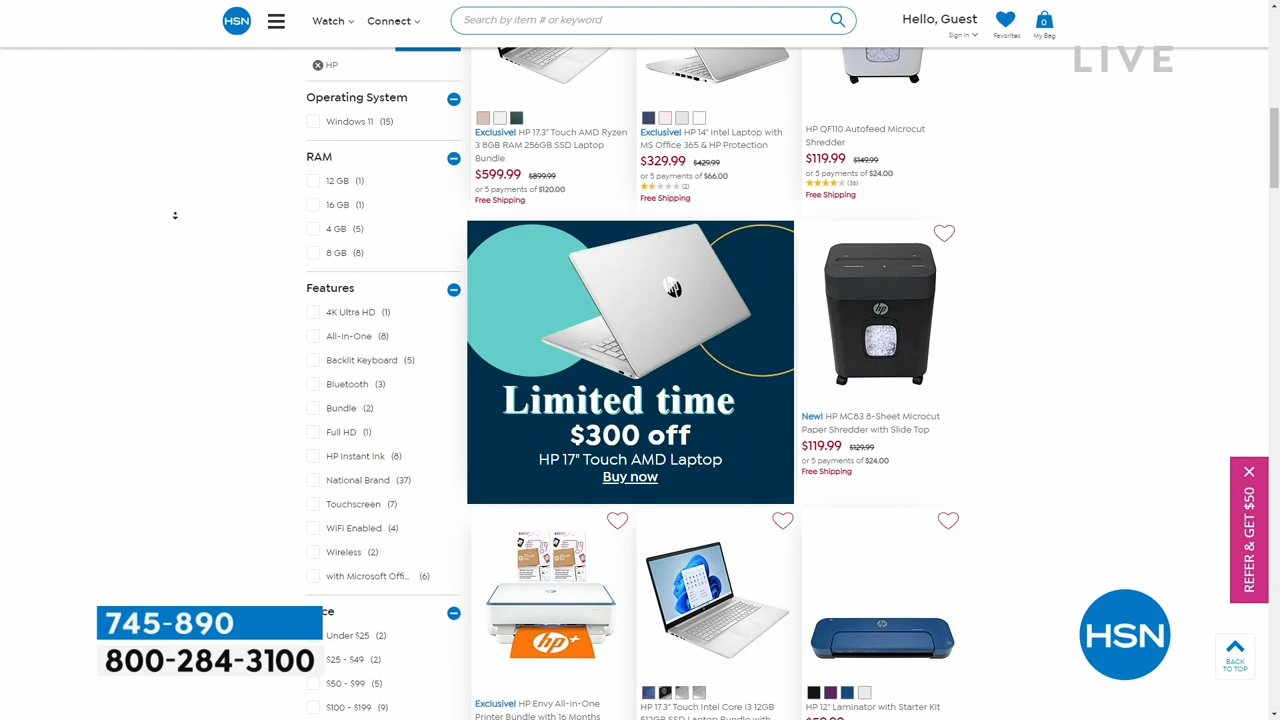 HSN
Watch
Connect
Search by item # or keyword
Hello, Guest
Sign In
Favorites
0
My Bag
LIVE
HP
Operating System
Windows 11 (15)
RAM
12 GB (1)
16 GB (1)
4 GB (5)
8 GB (8)
Features
4K Ultra HD (1)
All-In-One (8)
Backlit Keyboard (5)
Bluetooth (3)
Bundle (2)
Full HD (1)
HP Instant Ink (8)
National Brand (37)
Touchscreen (7)
WiFi Enabled (4)
Wireless (2)
with Microsoft Offi... (6)
ce
Under $25 (2)
$25 - $49 (2)
$50 - $99 (5)
$100 - $199 (9)
Exclusive! HP 17.3" Touch AMD Ryzen
3 8GB RAM 256GB SSD Laptop
Bundle
$599.99 $899.99
or 5 payments of $120.00
Free Shipping
Exclusive! HP 14" Intel Laptop with
MS Office 365 & HP Protection
$329.99 $429.99
or 5 payments of $66.00
(2)
Free Shipping
HP QF110 Autofeed Microcut
Shredder
$119.99 $149.99
or 5 payments of $24.00
(36)
Free Shipping
hp
Limited time
$300 off
HP 17" Touch AMD Laptop
Buy now
hp
New! HP MC83 8-Sheet Microcut
Paper Shredder with Slide Top
$119.99 $129.99
or 5 payments of $24.00
Free Shipping
hp+
Exclusive! HP Envy All-in-One
Printer Bundle with 16 Months
HP 17.3" Touch Intel Core i3 12GB
512GB SSD Laptop Bundle with
hp
HP 12" Laminator with Starter Kit
REFER & GET $50
BACK
TO TOP
745-890
800-284-3100
HSN